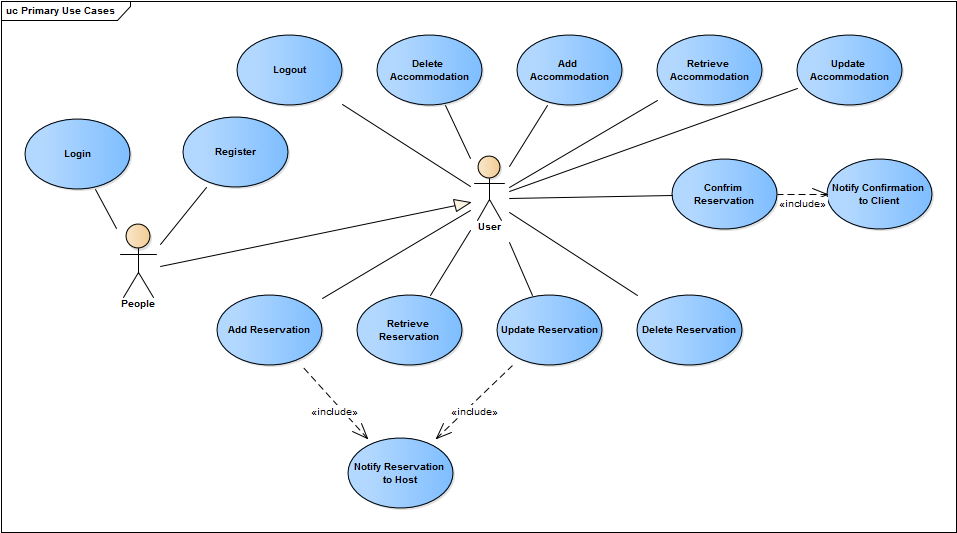 uc Primary Use Cases
Logout
Delete
Accommodation
Add
Accommodation
Retrieve
Accommodation
Update
Accommodation
Login
Register
Confrim
Reservation
«include»
Notify Confirmation
to Client
User
People
Add Reservation
Retrieve
Reservation
Update Reservation
Delete Reservation
«include»
«include»
Notify Reservation
to Host